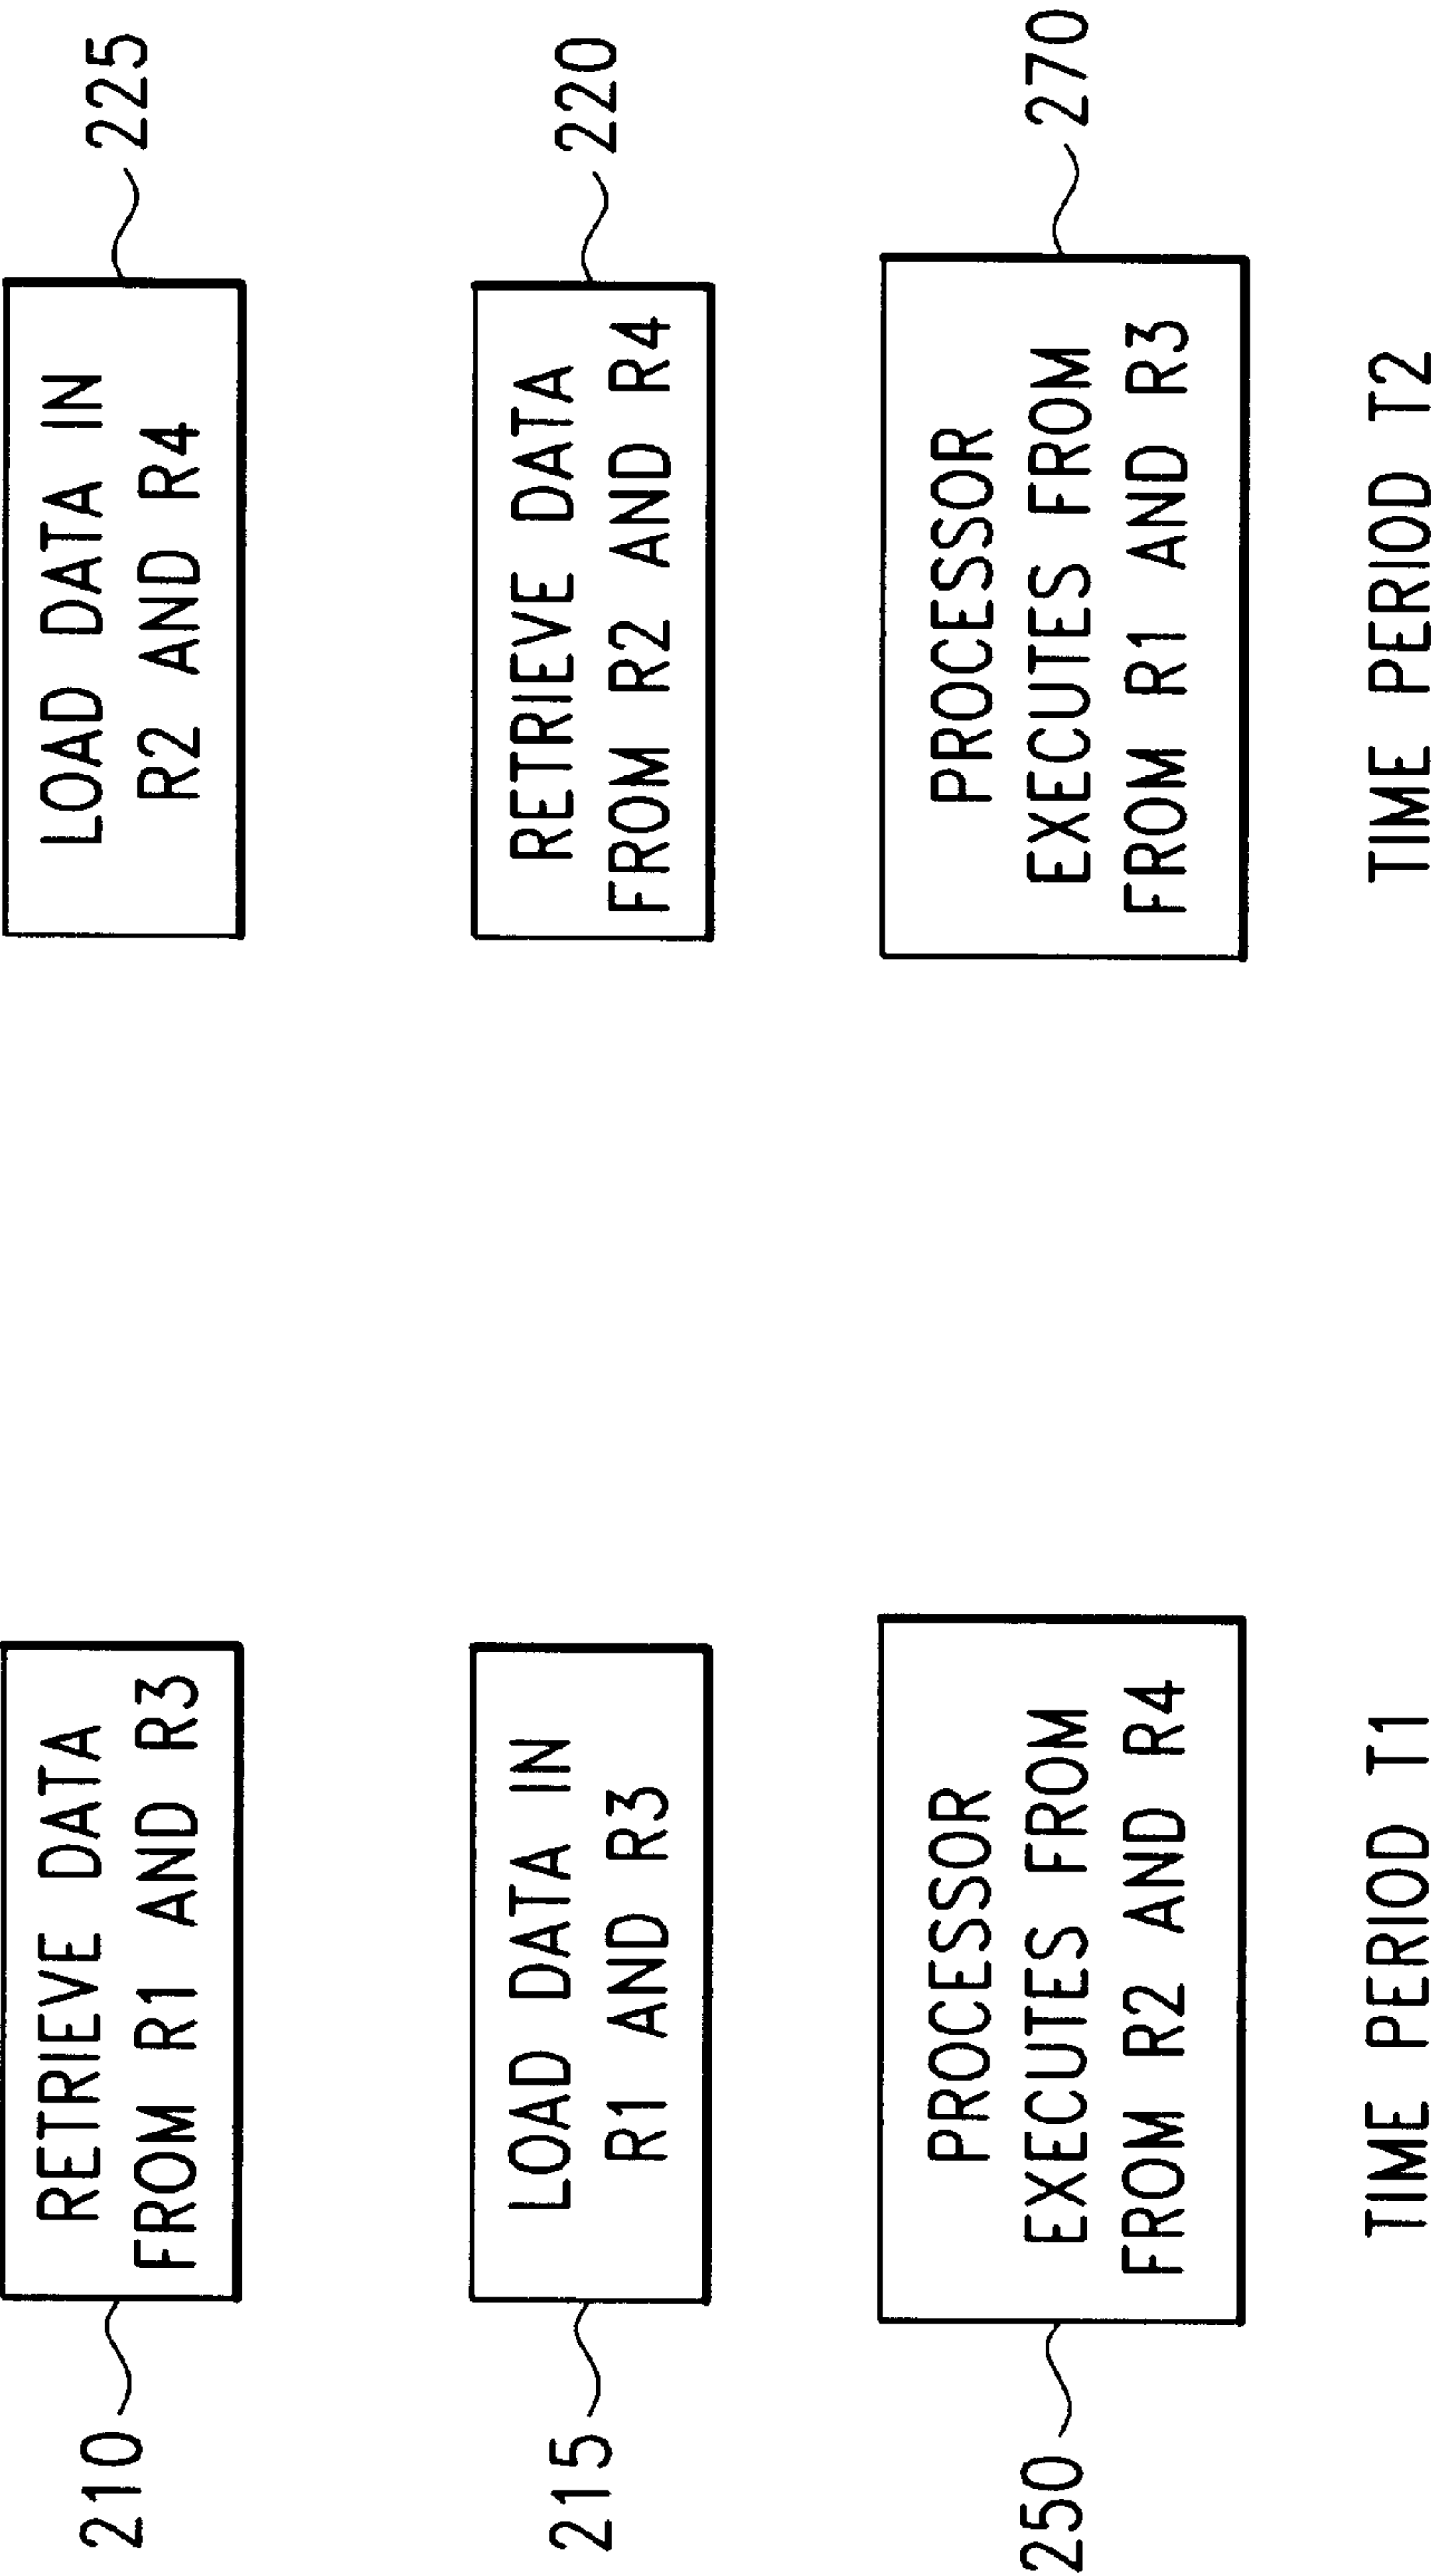 210
RETRIEVE DATA
FROM R1 AND R3
LOAD DATA IN
R2 AND R4
225
215
LOAD DATA IN
R1 AND R3
RETRIEVE DATA
FROM R2 AND R4
220
250
PROCESSOR
EXECUTES FROM
FROM R2 AND R4
PROCESSOR
EXECUTES FROM
FROM R1 AND R3
270
TIME PERIOD T1
TIME PERIOD T2